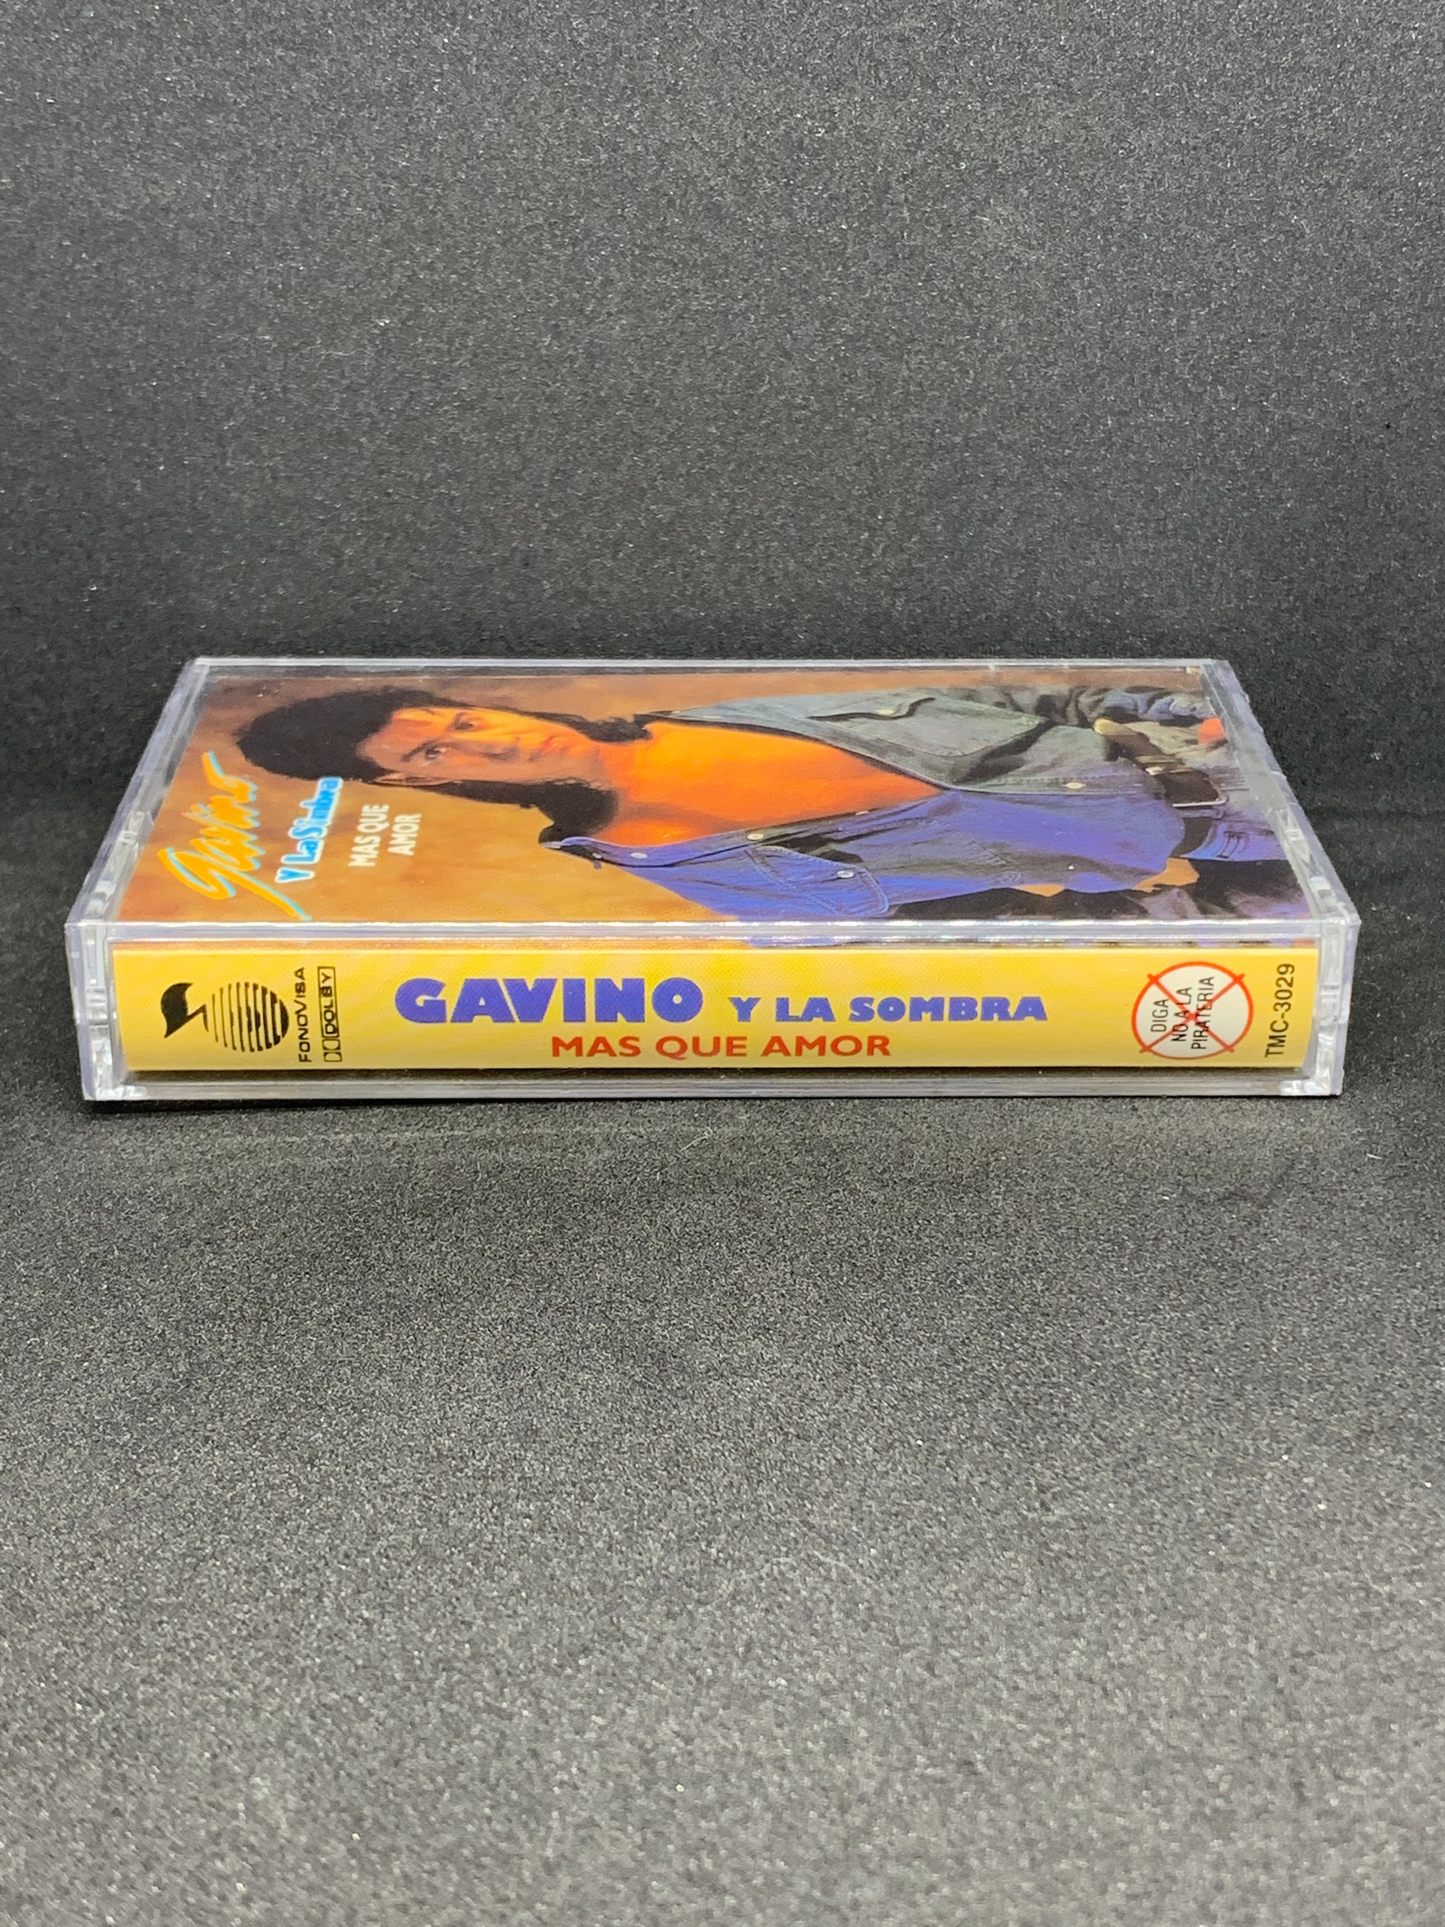 Gavino
Y La Sombra
MAS QUE
AMOR
FONOVISA
DOLBY
GAVINO Y LA SOMBRA
MAS QUE AMOR
DIGA
NO A LA
PIRATERIA
TMC-3029